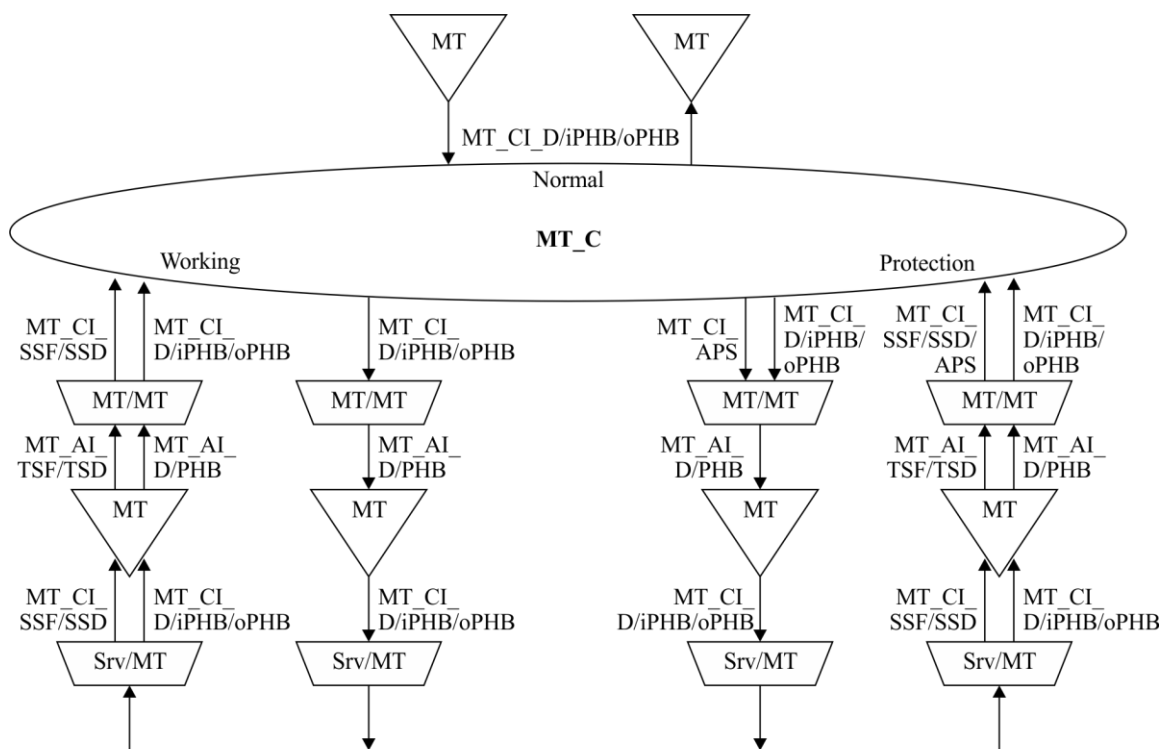 MT
MT
MT_CI_D/iPHB/oPHB
Normal
MT_C
Working
Protection
MT_CI_
SSF/SSD
MT_CI_
D/iPHB/oPHB
MT_CI_
D/iPHB/oPHB
MT_CI_
APS
MT_CI_
D/iPHB/
oPHB
MT_CI_
SSF/SSD/
APS
MT_CI_
D/iPHB/
oPHB
MT/MT
MT/MT
MT/MT
MT/MT
MT_AI_
TSF/TSD
MT_AI_
D/PHB
MT_AI_
D/PHB
MT_AI_
D/PHB
MT_AI_
TSF/TSD
MT_AI_
D/PHB
MT
MT
MT
MT
MT_CI_
SSF/SSD
MT_CI_
D/iPHB/oPHB
MT_CI_
D/iPHB/oPHB
MT_CI_
D/iPHB/oPHB
MT_CI_
SSF/SSD
MT_CI_
D/iPHB/oPHB
Srv/MT
Srv/MT
Srv/MT
Srv/MT